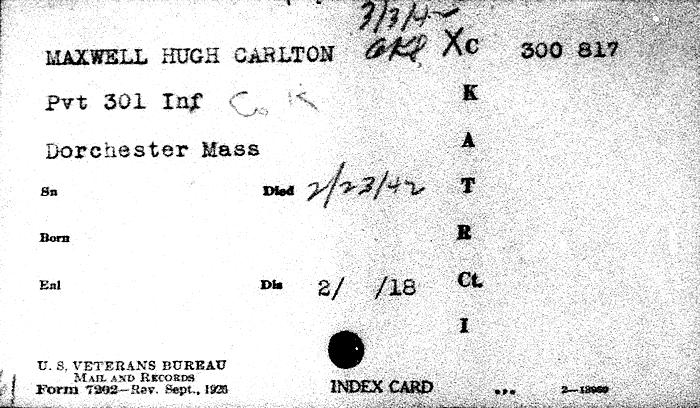 3/3/42
MAXWELL HUGH CARLTON XC 300 817
Pvt 301 Inf Co K K
Dorchester Mass A
Sn Died 2/23/42 T
Born R
Enl Dis 2/ /18 Ct.
I
U. S. VETERANS BUREAU
MAIL AND RECORDS
Form 7202—Rev. Sept., 1926 INDEX CARD